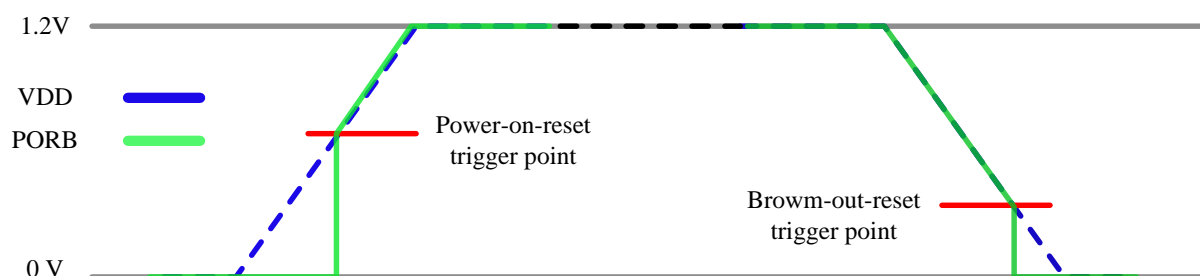 1.2V
VDD
PORB
Power-on-reset
trigger point
Browm-out-reset
trigger point
0 V